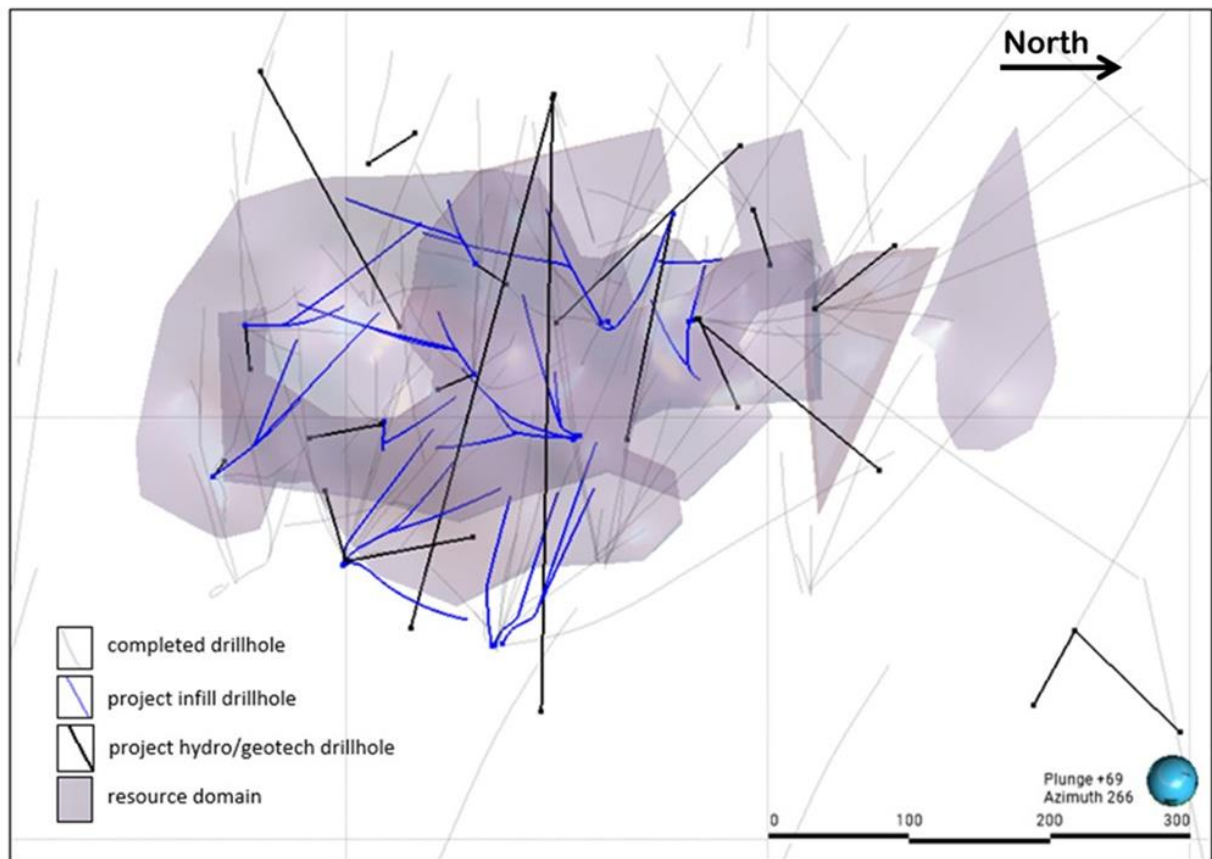 North
completed drillhole
project infill drillhole
project hydro/geotech drillhole
resource domain
Plunge +69
Azimuth 266
0 100 200 300